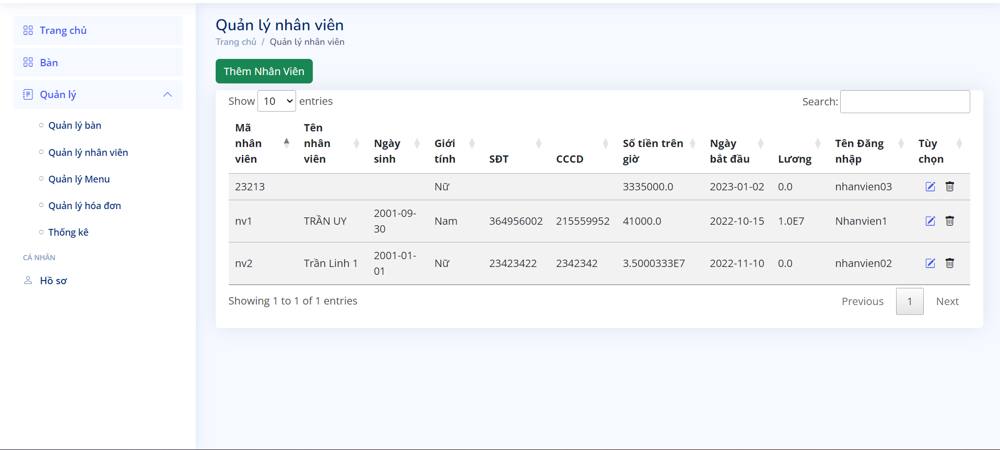 Trang chủ
Bàn
Quản lý
Quản lý bàn
Quản lý nhân viên
Quản lý Menu
Quản lý hóa đơn
Thống kê
CÁ NHÂN
Hồ sơ
Quản lý nhân viên
Trang chủ / Quản lý nhân viên
Thêm Nhân Viên
Show 10 entries
Search:
Mã nhân viên Tên nhân viên Ngày sinh Giới tính SĐT CCCD Số tiền trên giờ Ngày bắt đầu Lương Tên Đăng nhập Tùy chọn
23213 Nữ 3335000.0 2023-01-02 0.0 nhanvien03
nv1 TRẦN UY 2001-09-30 Nam 364956002 215559952 41000.0 2022-10-15 1.0E7 Nhanvien1
nv2 Trần Linh 1 2001-01-01 Nữ 23423422 2342342 3.5000333E7 2022-11-10 0.0 nhanvien02
Showing 1 to 1 of 1 entries
Previous 1 Next